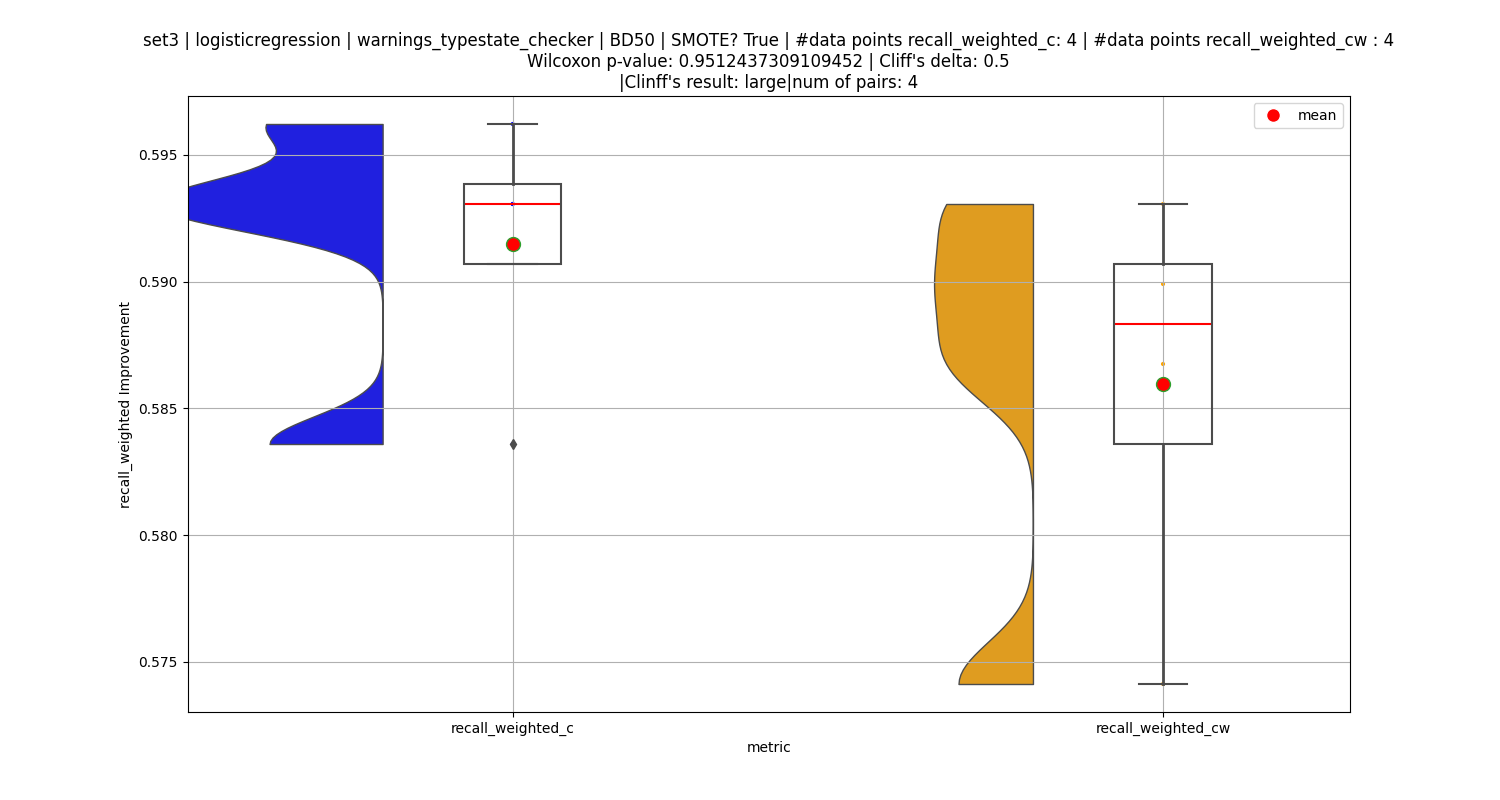 set3 | logisticregression | warnings_typestate_checker | BD50 | SMOTE? True | #data points recall_weighted_c: 4 | #data points recall_weighted_cw : 4
Wilcoxon p-value: 0.9512437309109452 | Cliff's delta: 0.5
|Clinff's result: large|num of pairs: 4
mean
0.595
0.590
0.585
0.580
0.575
recall_weighted Improvement
recall_weighted_c
recall_weighted_cw
metric